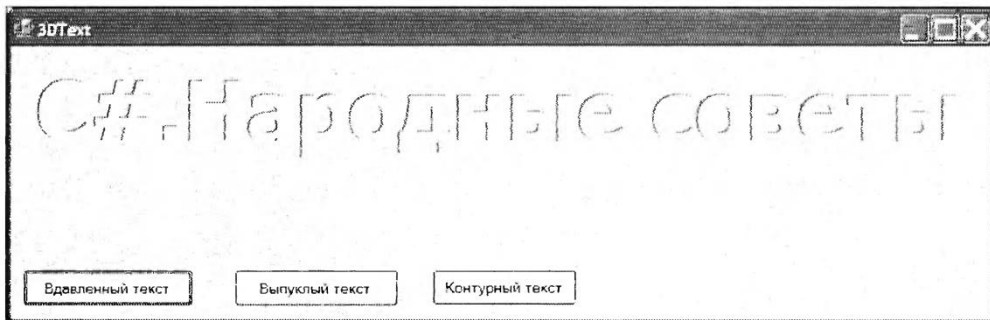 3DText
C#.Народные советы
Вдавленный текст Выпуклый текст Контурный текст